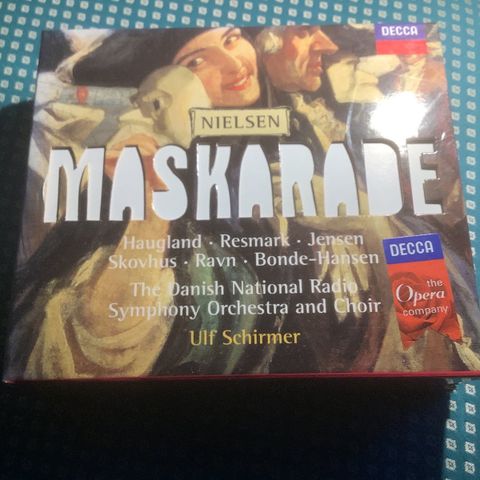 DECCA
NIELSEN
MASKARADE
Haugland · Resmark · Jensen
Skovhus · Ravn · Bonde-Hansen
The Danish National Radio
Symphony Orchestra and Choir
Ulf Schirmer
DECCA
the
Opera
company